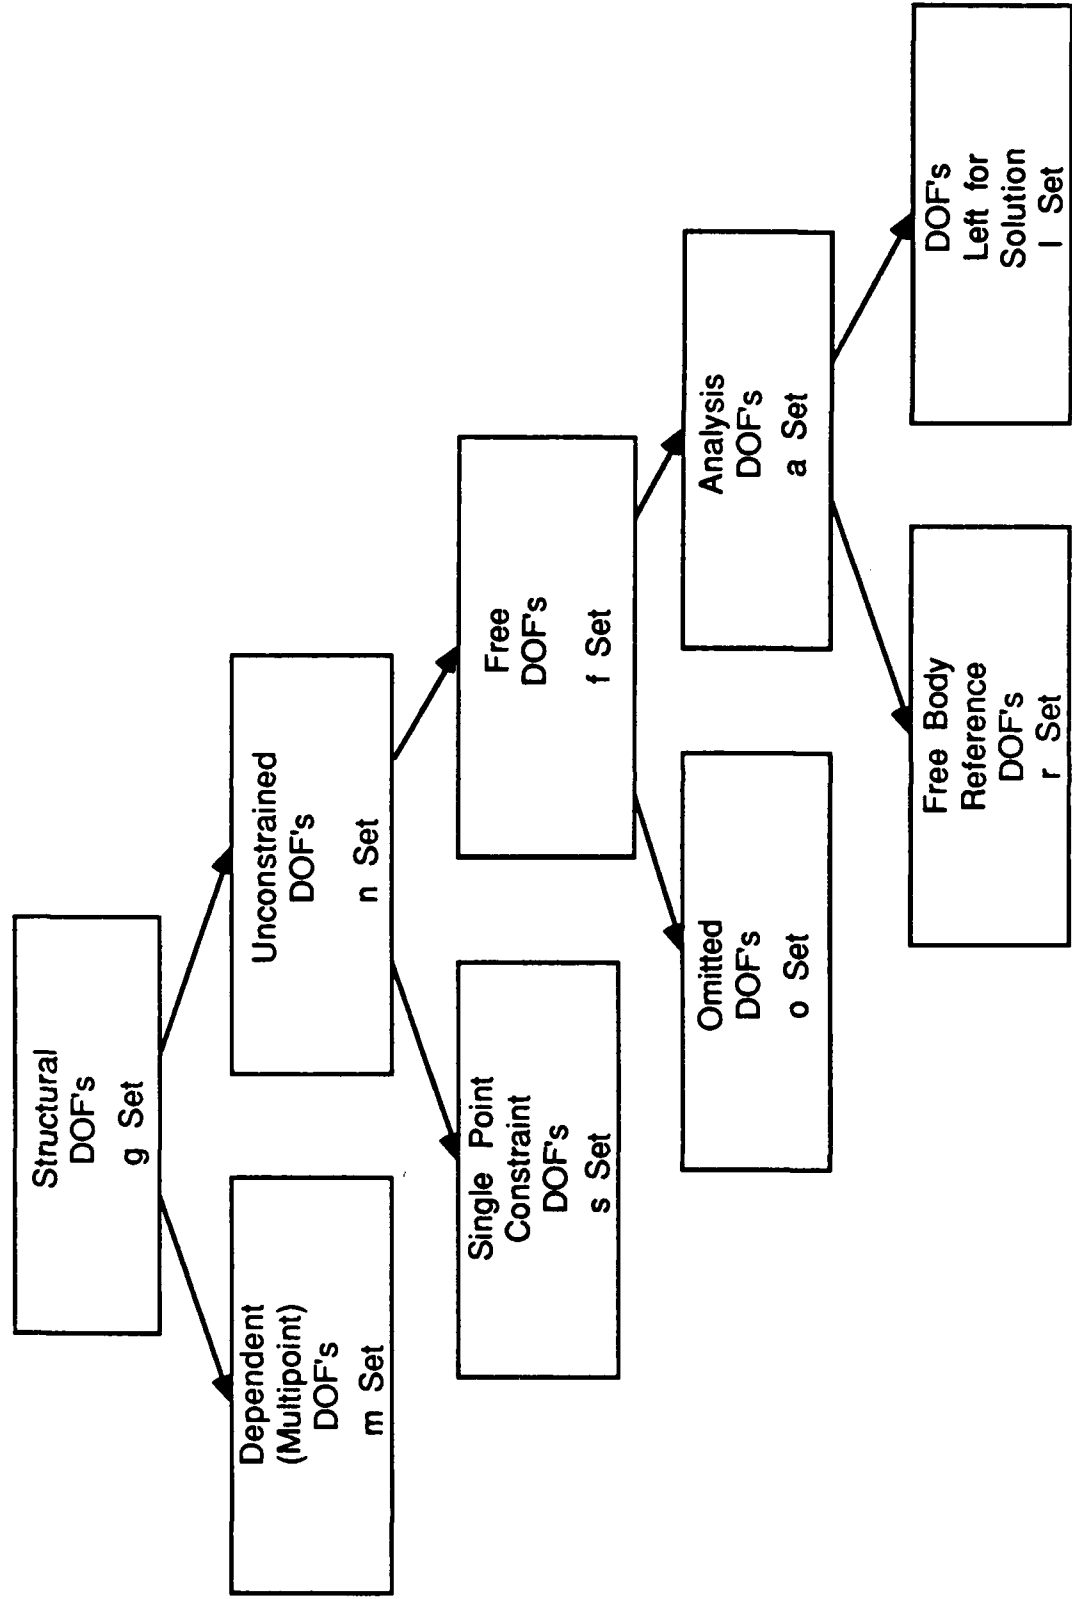 Structural
DOF's
g Set
Dependent
(Multipoint)
DOF's
m Set
Unconstrained
DOF's
n Set
Single Point
Constraint
DOF's
s Set
Free
DOF's
f Set
Omitted
DOF's
o Set
Analysis
DOF's
a Set
Free Body
Reference
DOF's
r Set
DOF's
Left for
Solution
l Set